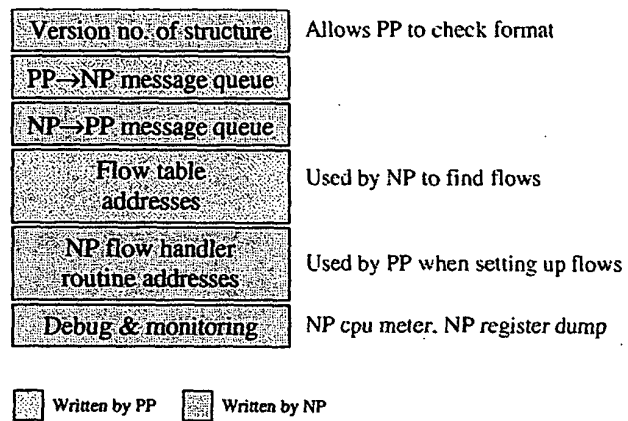 Version no. of structure Allows PP to check format
PP→NP message queue
NP→PP message queue
Flow table
addresses
Used by NP to find flows
NP flow handler
routine addresses
Used by PP when setting up flows
Debug & monitoring NP cpu meter, NP register dump
Written by PP Written by NP